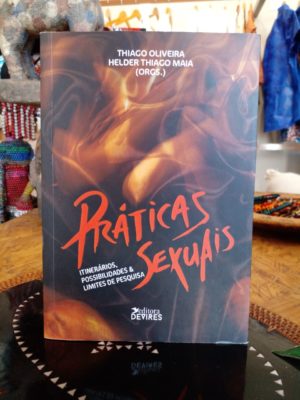 THIAGO OLIVEIRA
HELDER THIAGO MAIA
(ORGS.)
PRÁTICAS
SEXUAIS
ITINERÁRIOS,
POSSIBILIDADES &
LIMITES DE PESQUISA
editora
DEVIRES